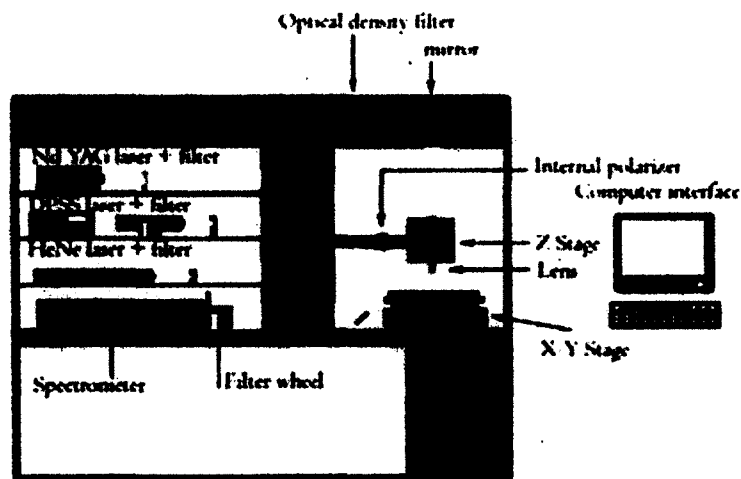 Optical density filter
mirror
Nd YAG laser + filter
DPSS laser + filter
HeNe laser + filter
Internal polarizer
Computer interface
Z Stage
Lens
X-Y Stage
Spectrometer
Filter wheel